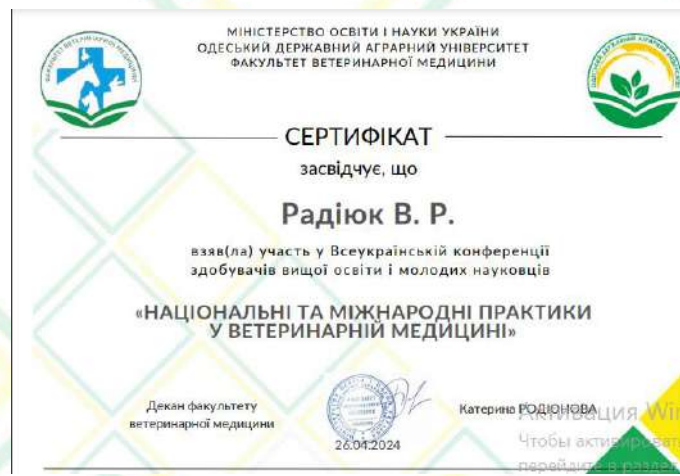 МІНІСТЕРСТВО ОСВІТИ І НАУКИ УКРАЇНИ
ОДЕСЬКИЙ ДЕРЖАВНИЙ АГРАРНИЙ УНІВЕРСИТЕТ
ФАКУЛЬТЕТ ВЕТЕРИНАРНОЇ МЕДИЦИНИ
СЕРТИФІКАТ
засвідчує, що
Радіюк В. Р.
взяв(ла) участь у Всеукраїнській конференції
здобувачів вищої освіти і молодих науковців
«НАЦІОНАЛЬНІ ТА МІЖНАРОДНІ ПРАКТИКИ
У ВЕТЕРИНАРНІЙ МЕДИЦИНІ»
Декан факультету
ветеринарної медицини
Катерина РОДІОНОВА
26.04.2024
Активация Win
Чтобы активировать
перейдите в раздел